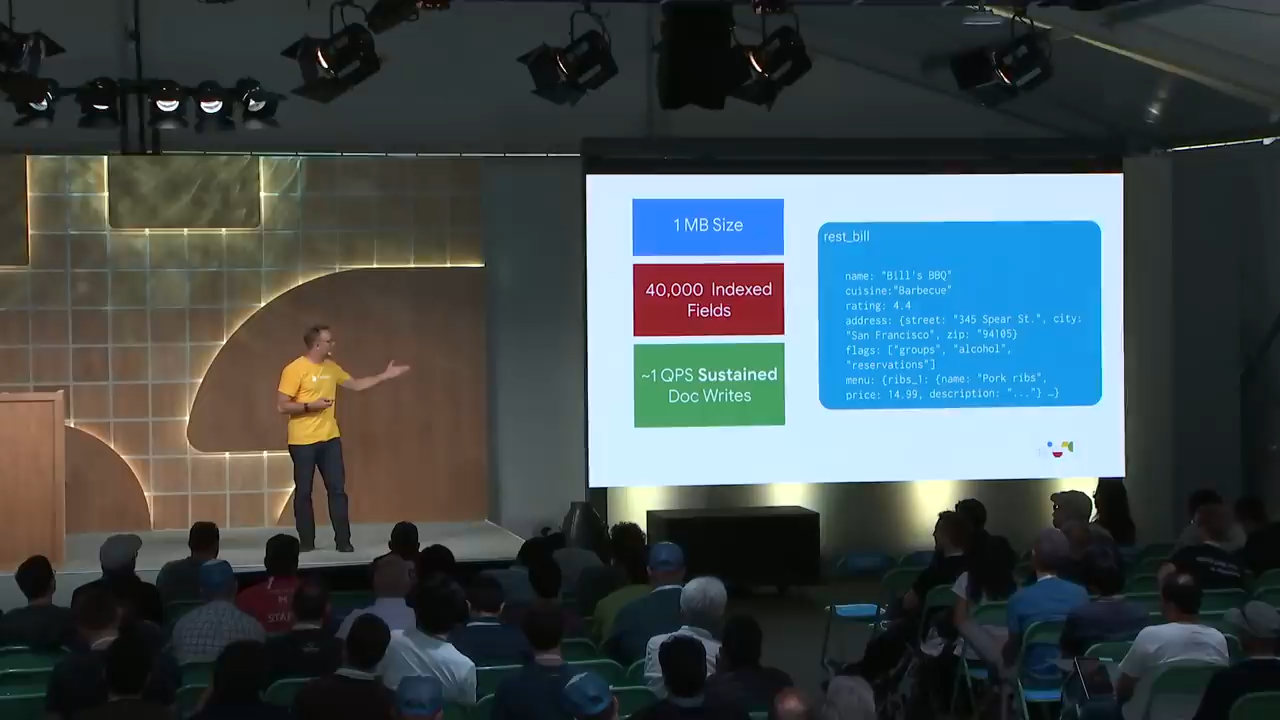 1 MB Size
40,000 Indexed
Fields
~1 QPS Sustained
Doc Writes
rest_bill
name: "Bill's BBQ"
cuisine:"Barbecue"
rating: 4.4
address: {street: "345 Spear St.", city:
"San Francisco", zip: "94105}
flags: ["groups", "alcohol",
"reservations"]
menu: {ribs_1: {name: "Pork ribs",
price: 14.99, description: "..."} …}